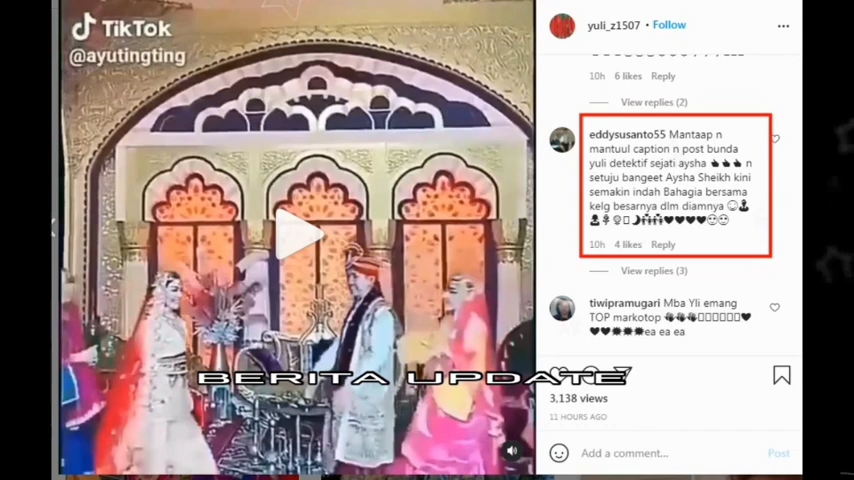 TikTok
@ayutingting
BERITA UPDATE
yuli_z1507 • Follow
10h 6 likes Reply
View replies (2)
eddysusanto55 Mantaap n
mantuul caption n post bunda
yuli detektif sejati aysha n
setuju bangeet Aysha Sheikh kini
semakin indah Bahagia bersama
kelg besarnya dlm diamnya
10h 4 likes Reply
View replies (3)
tiwipramugari Mba Yli emang
TOP markotop
ea ea ea
3,138 views
11 HOURS AGO
Add a comment...
Post